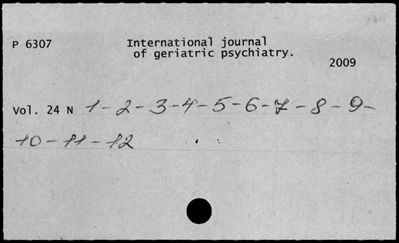 P 6307 International journal
of geriatric psychiatry.
2009
Vol. 24 N 1-2-3-4-5-6-7-8-9-
10-11-12